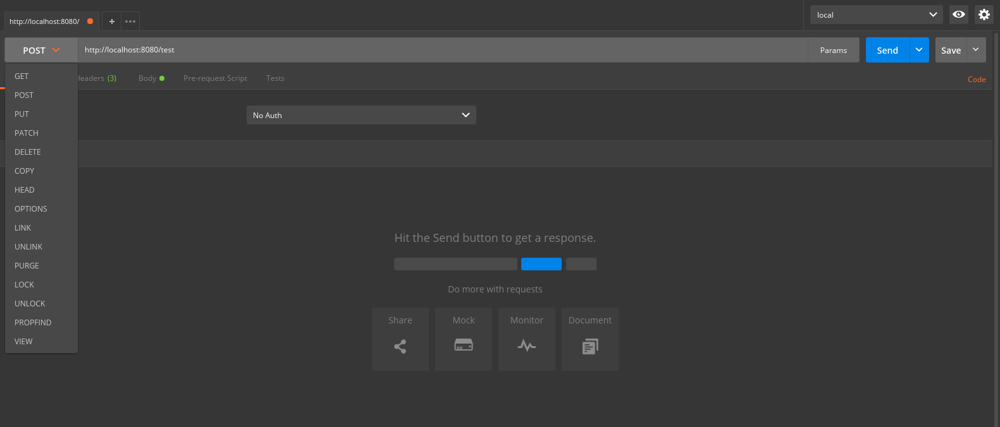 http://localhost:8080/
local
POST
http://localhost:8080/test
Params
Send
Save
Headers (3)
Body
Pre-request Script
Tests
Code
No Auth
GET
POST
PUT
PATCH
DELETE
COPY
HEAD
OPTIONS
LINK
UNLINK
PURGE
LOCK
UNLOCK
PROPFIND
VIEW
Hit the Send button to get a response.
Do more with requests
Share
Mock
Monitor
Document